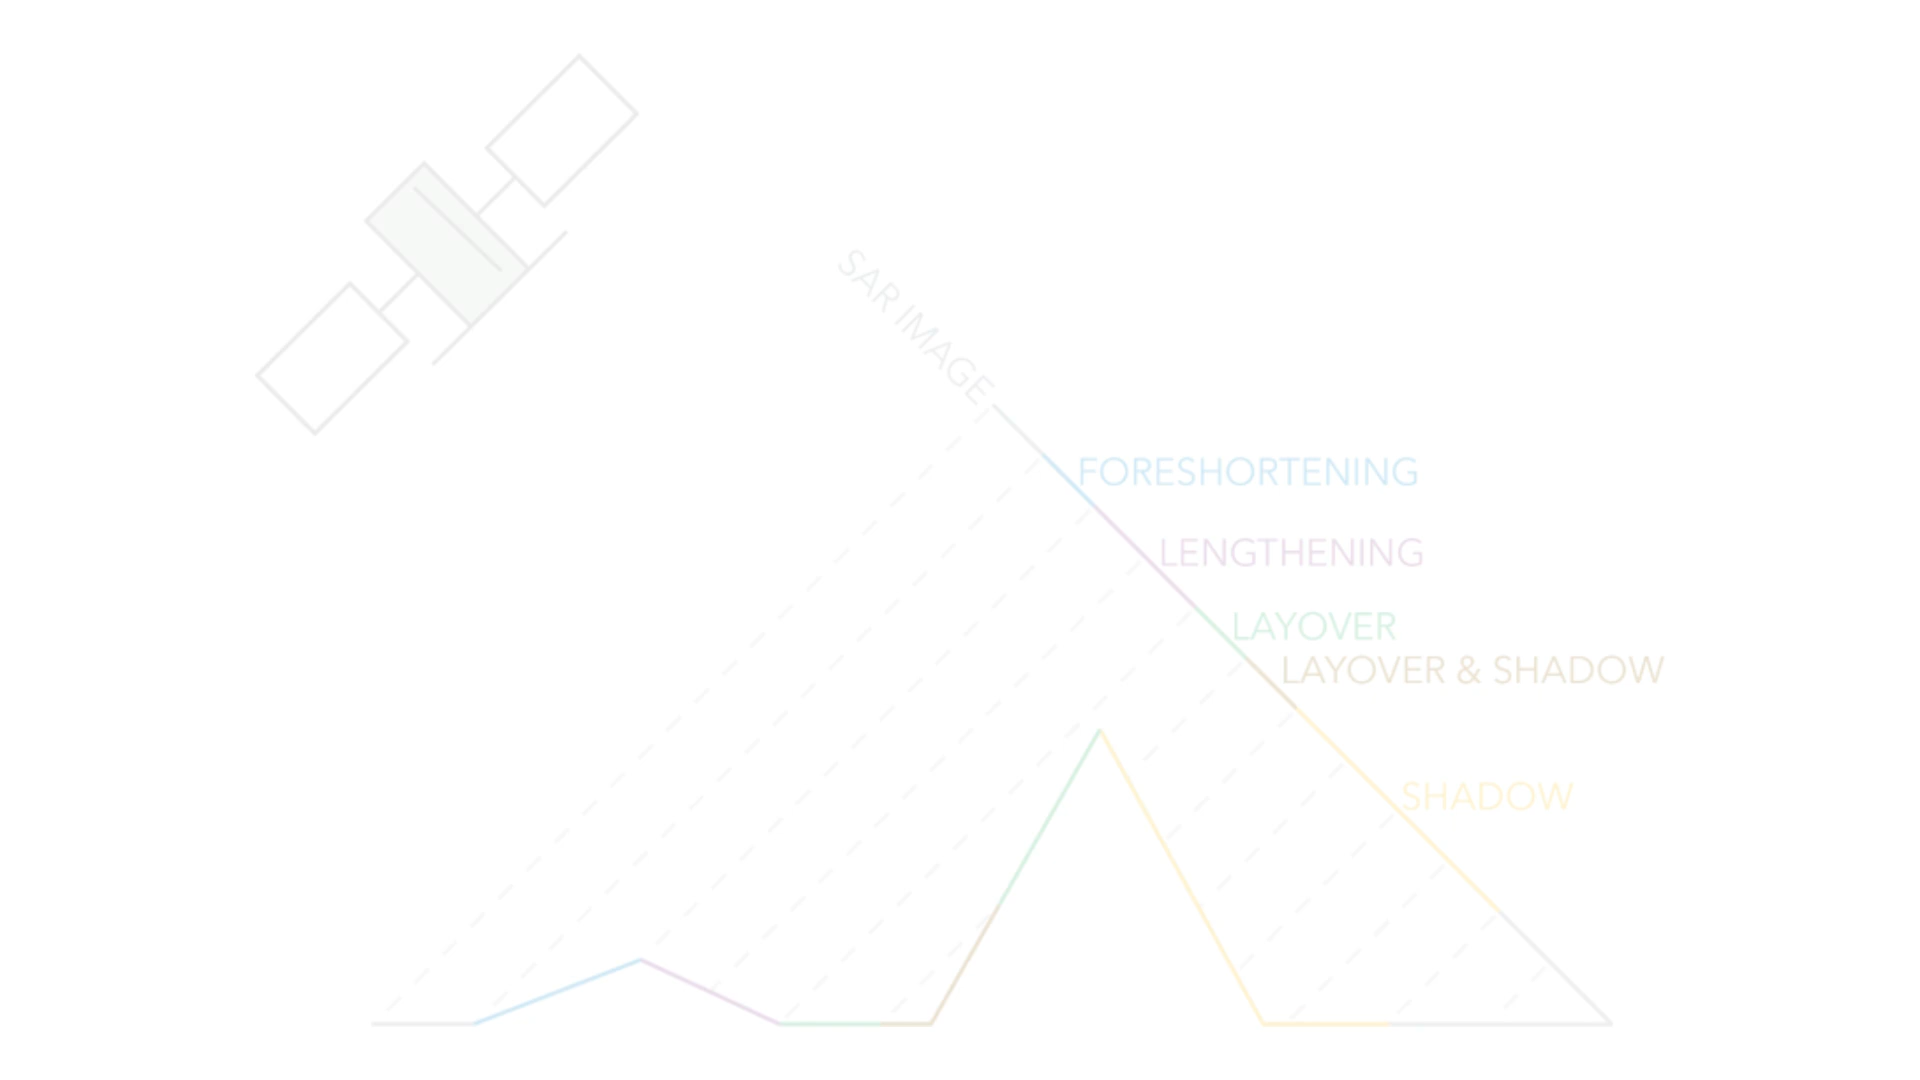 SAR IMAGE
FORESHORTENING
LENGTHENING
LAYOVER
LAYOVER & SHADOW
SHADOW